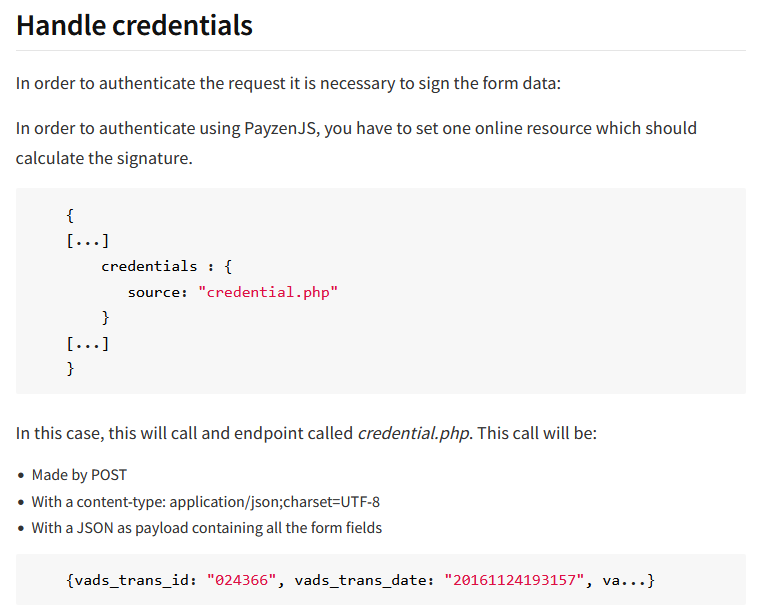 Handle credentials
In order to authenticate the request it is necessary to sign the form data:
In order to authenticate using PayzenJS, you have to set one online resource which should
calculate the signature.
{
[...]
credentials : {
source: "credential.php"
}
[...]
}
In this case, this will call and endpoint called credential.php. This call will be:
• Made by POST
• With a content-type: application/json;charset=UTF-8
• With a JSON as payload containing all the form fields
{vads_trans_id: "024366", vads_trans_date: "20161124193157", va...}